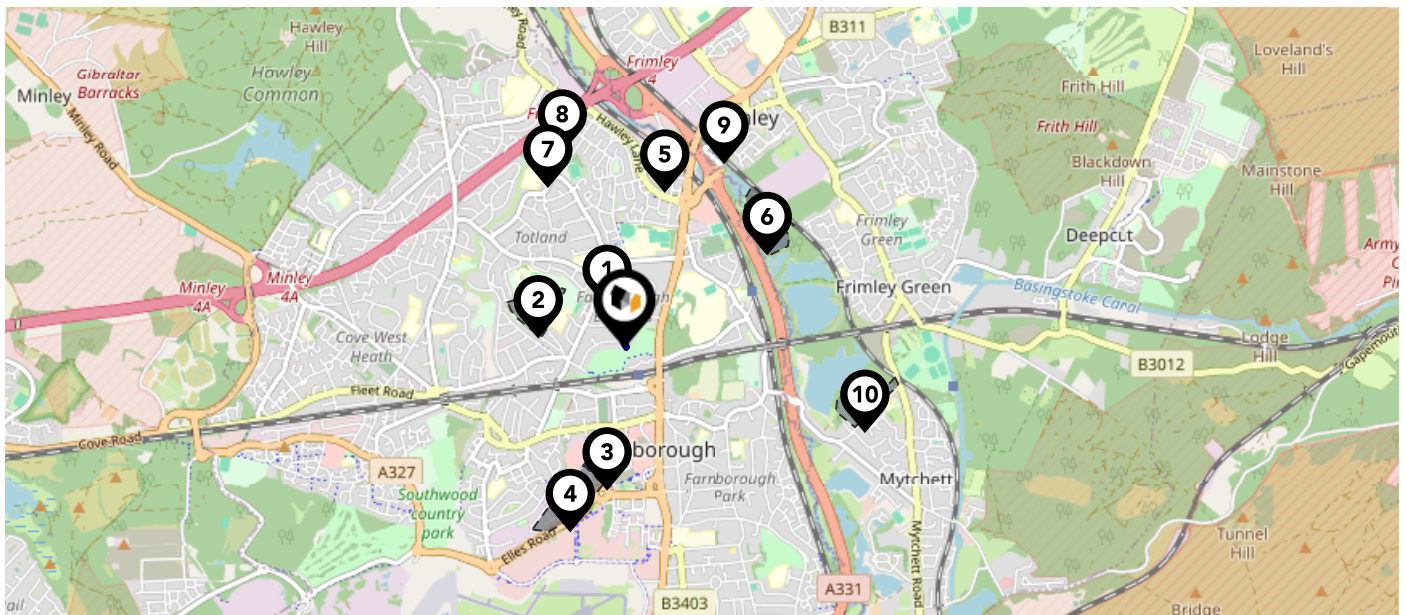 Hawley
Hill
B311
Loveland's
Hill
Gibraltar
Barracks
Hawley
Common
Minley
Minley Road
Frimley
4
Frith Hill
Frith Hill
Blackdown
Hill
Mainstone
Hill
Hawley Lane
8
9
7
5
6
Totland
Frimley
Green
Deepcut
Minley
4A
Minley
4A
1
2
Frimley Green
Basingstoke Canal
Cove West
Heath
Lodge
Hill
B3012
Fleet Road
10
Cove Road
3
borough
A327
4
Southwood
country
park
Farnborough
Park
Mytchett
Elles Road
Mytchett Road
Tunnel
Hill
A331
B3403
Bridge